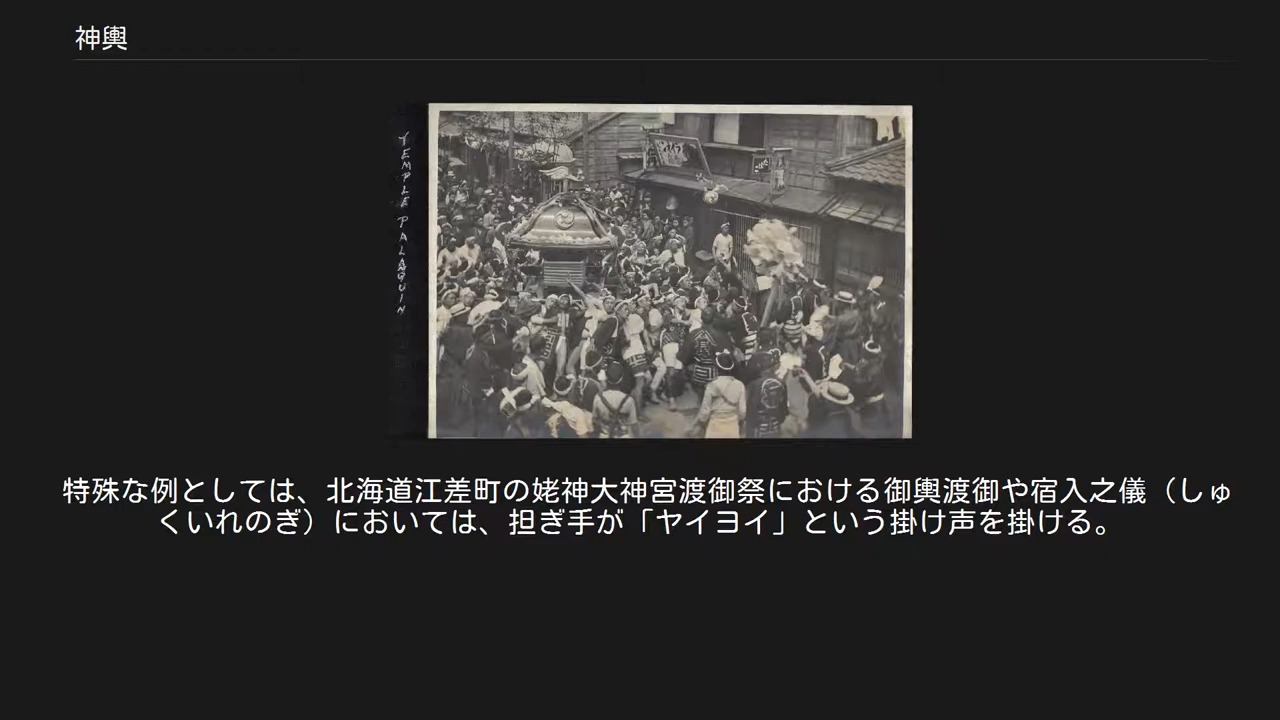 神輿
TEMPLE PALANQUIN
特殊な例としては、北海道江差町の姥神大神宮渡御祭における御輿渡御や宿入之儀（しゅ
くいれのぎ）においては、担ぎ手が「ヤイヨイ」という掛け声を掛ける。